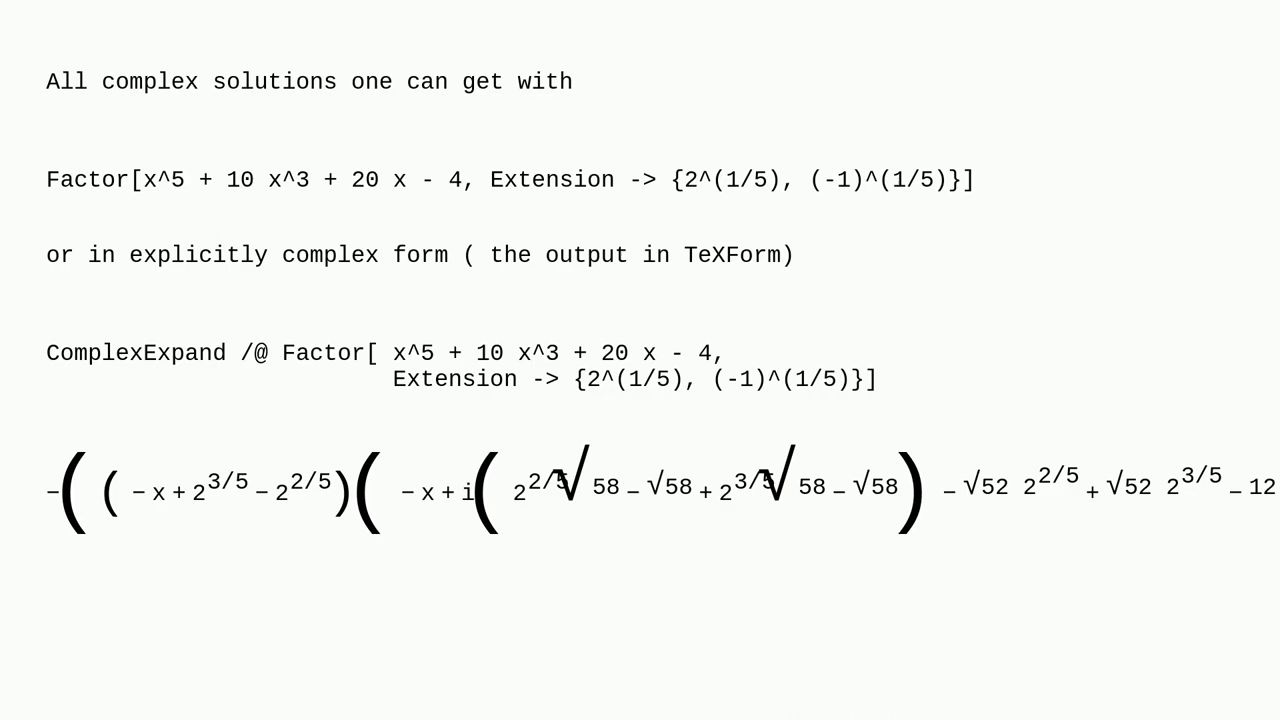 All complex solutions one can get with
Factor[x^5 + 10 x^3 + 20 x - 4, Extension -> {2^(1/5), (-1)^(1/5)}]
or in explicitly complex form ( the output in TeXForm)
ComplexExpand /@ Factor[ x^5 + 10 x^3 + 20 x - 4,
Extension -> {2^(1/5), (-1)^(1/5)}]
−( ( − x + 2^3/5 − 2^2/5 )( − x + i( 2^2/5 √ 58 − √58 + 2^3/5 √ 58 − √58 ) − √52 2^2/5 + √52 2^3/5 − 12